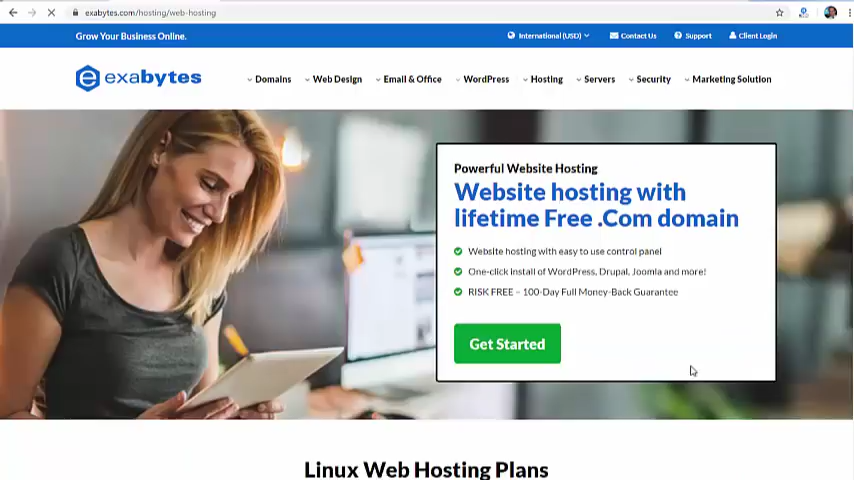 exabytes.com/hosting/web-hosting
Grow Your Business Online.
International (USD)
Contact Us
Support
Client Login
exabytes
Domains
Web Design
Email & Office
WordPress
Hosting
Servers
Security
Marketing Solution
Powerful Website Hosting
Website hosting with
lifetime Free .Com domain
Website hosting with easy to use control panel
One-click install of WordPress, Drupal, Joomla and more!
RISK FREE – 100-Day Full Money-Back Guarantee
Get Started
Linux Web Hosting Plans